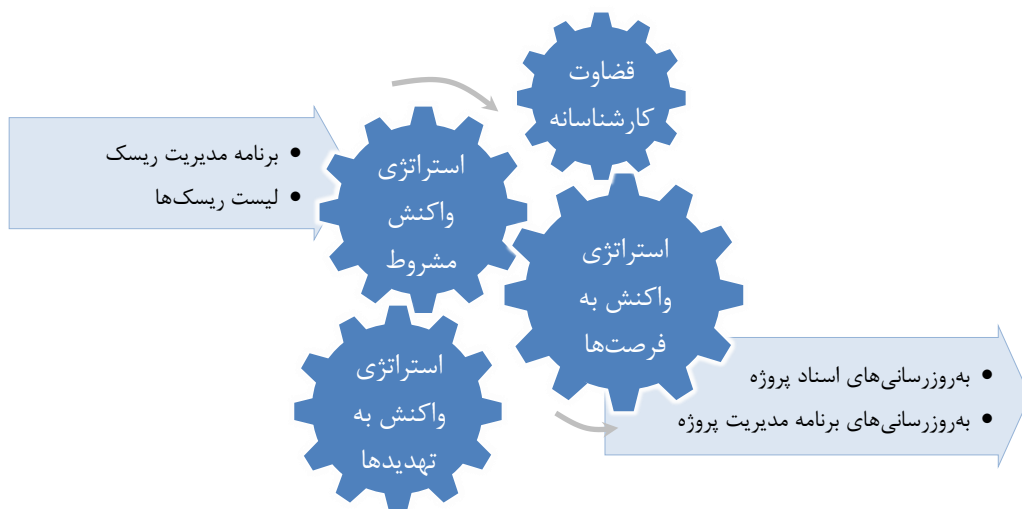 برنامه مدیریت ریسک
لیست ریسک‌ها
قضاوت
کارشناسانه
استراتژی
واکنش
مشروط
استراتژی
واکنش به
فرصت‌ها
استراتژی
واکنش به
تهدیدها
به‌روزرسانی‌های اسناد پروژه
به‌روزرسانی‌های برنامه مدیریت پروژه